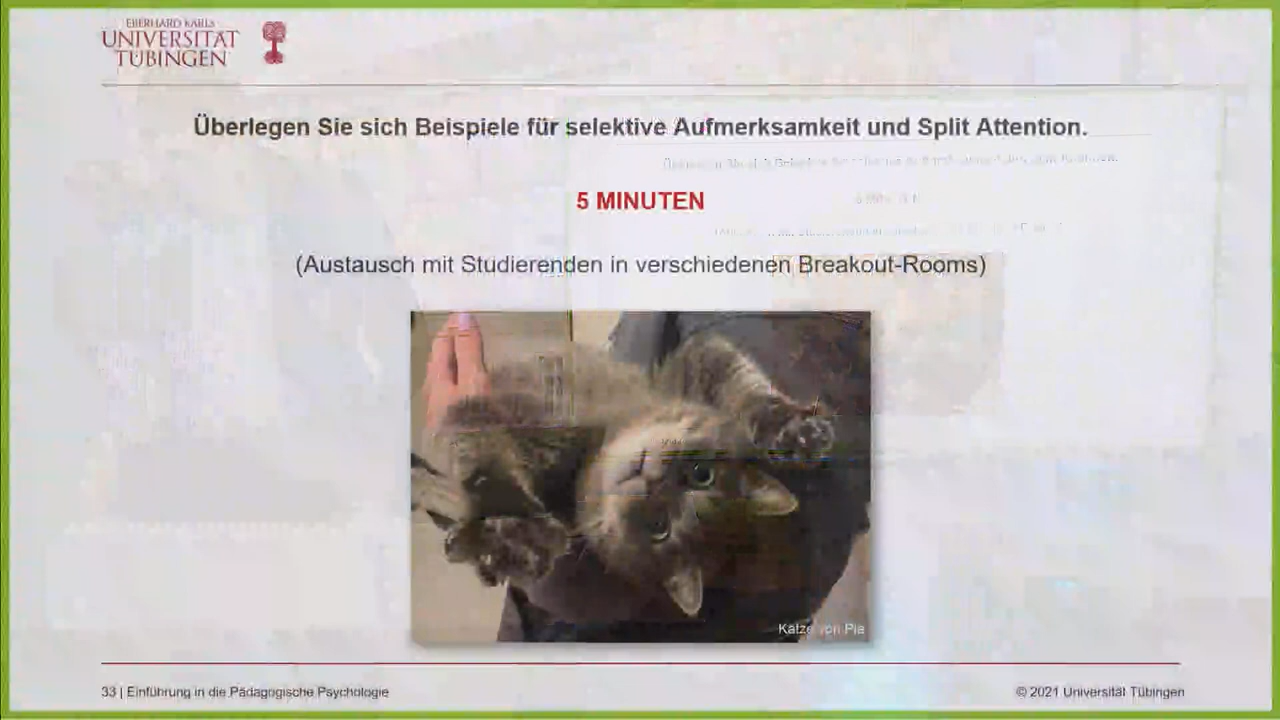 EBERHARD KARLS
UNIVERSITÄT
TÜBINGEN
Überlegen Sie sich Beispiele für selektive Aufmerksamkeit und Split Attention.
5 MINUTEN
(Austausch mit Studierenden in verschiedenen Breakout-Rooms)
Katze von Pia
33 | Einführung in die Pädagogische Psychologie
© 2021 Universität Tübingen